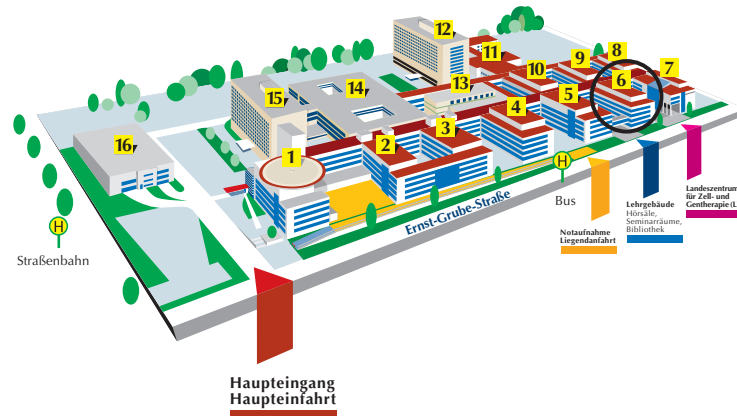 8
12
9
7
11
6
10
13
5
14
15
4
3
16
2
1
H
H
Bus
Ernst-Grube-Straße
Straßenbahn
Notaufnahme
Liegendanfahrt
Lehrgebäude
Hörsäle,
Seminarräume,
Bibliothek
Landeszentrum
für Zell- und
Gentherapie (L
Haupteingang
Haupteinfahrt